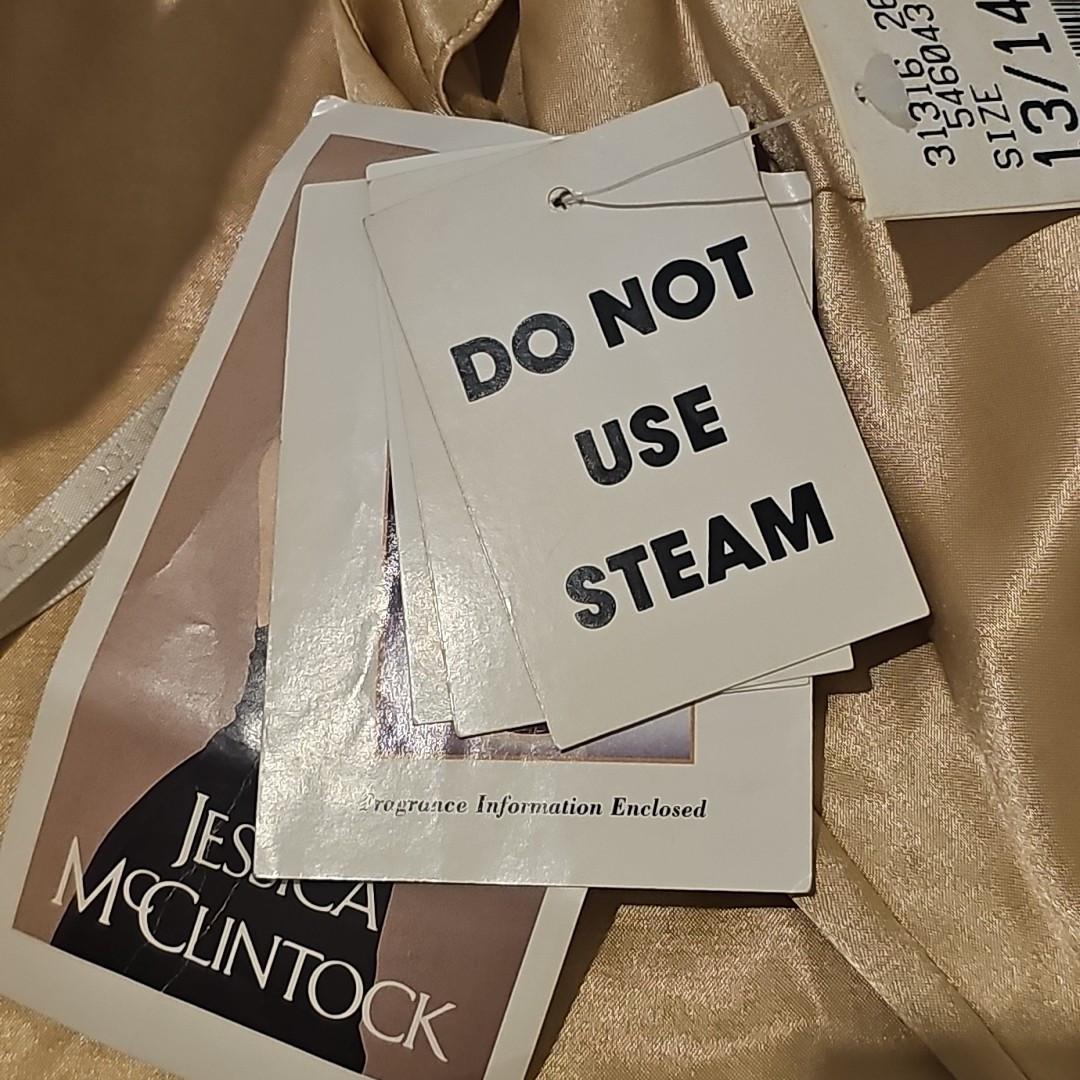 31316 26
546043
SIZE
13/14
DO NOT
USE
STEAM
Fragrance Information Enclosed
JESSICA
McCLINTOCK